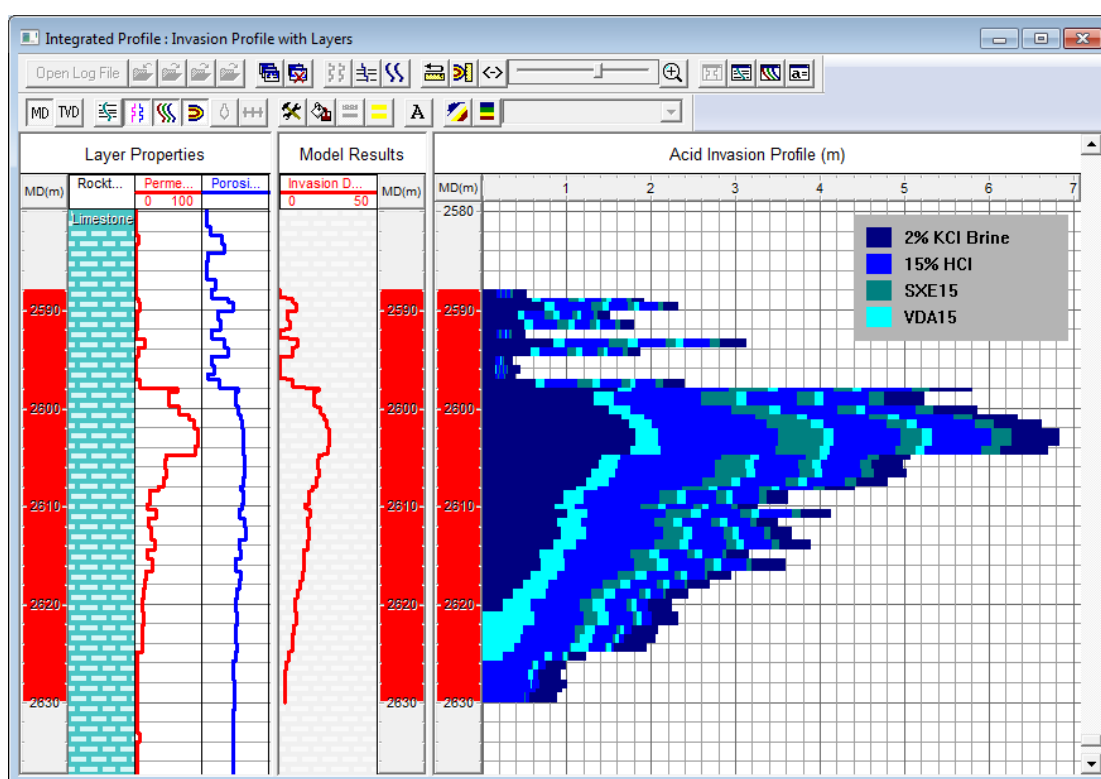 Integrated Profile : Invasion Profile with Layers
Open Log File
MD TVD A a=
Layer Properties Model Results Acid Invasion Profile (m)
MD(m) Rockt... Perme... Porosi... Invasion D... MD(m) MD(m) 1 2 3 4 5 6 7
0 100 0 50
2580
Limestone
2% KCl Brine
15% HCl
SXE15
VDA15
2590 2590 2590
2600 2600 2600
2610 2610 2610
2620 2620 2620
2630 2630 2630